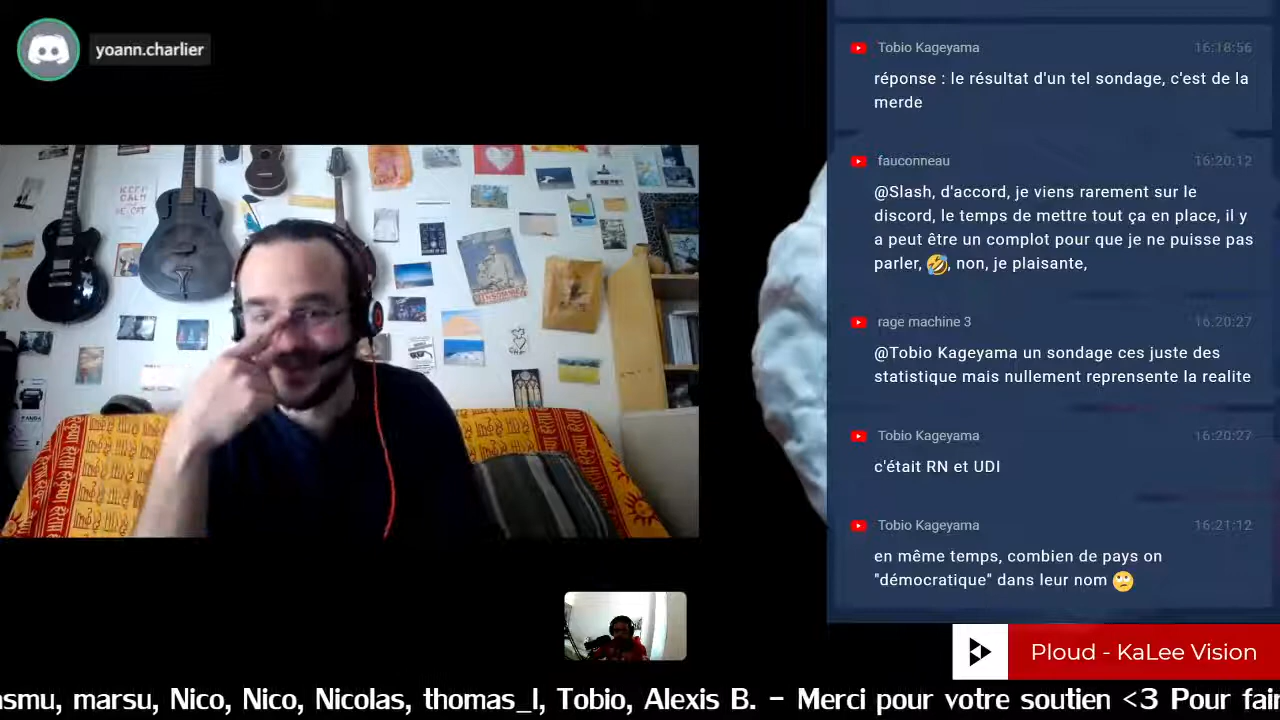 yoann.charlier
Tobio Kageyama 16:18:56
réponse : le résultat d'un tel sondage, c'est de la
merde
fauconneau 16:20:12
@Slash, d'accord, je viens rarement sur le
discord, le temps de mettre tout ça en place, il y
a peut être un complot pour que je ne puisse pas
parler, 🤣, non, je plaisante,
rage machine 3 16:20:27
@Tobio Kageyama un sondage ces juste des
statistique mais nullement reprensente la realite
Tobio Kageyama 16:20:27
c'était RN et UDI
Tobio Kageyama 16:21:12
en même temps, combien de pays on
"démocratique" dans leur nom 🙄
KEEP
CALM
Ploud - KaLee Vision
asmu, marsu, Nico, Nico, Nicolas, thomas_l, Tobio, Alexis B. - Merci pour votre soutien <3 Pour fair